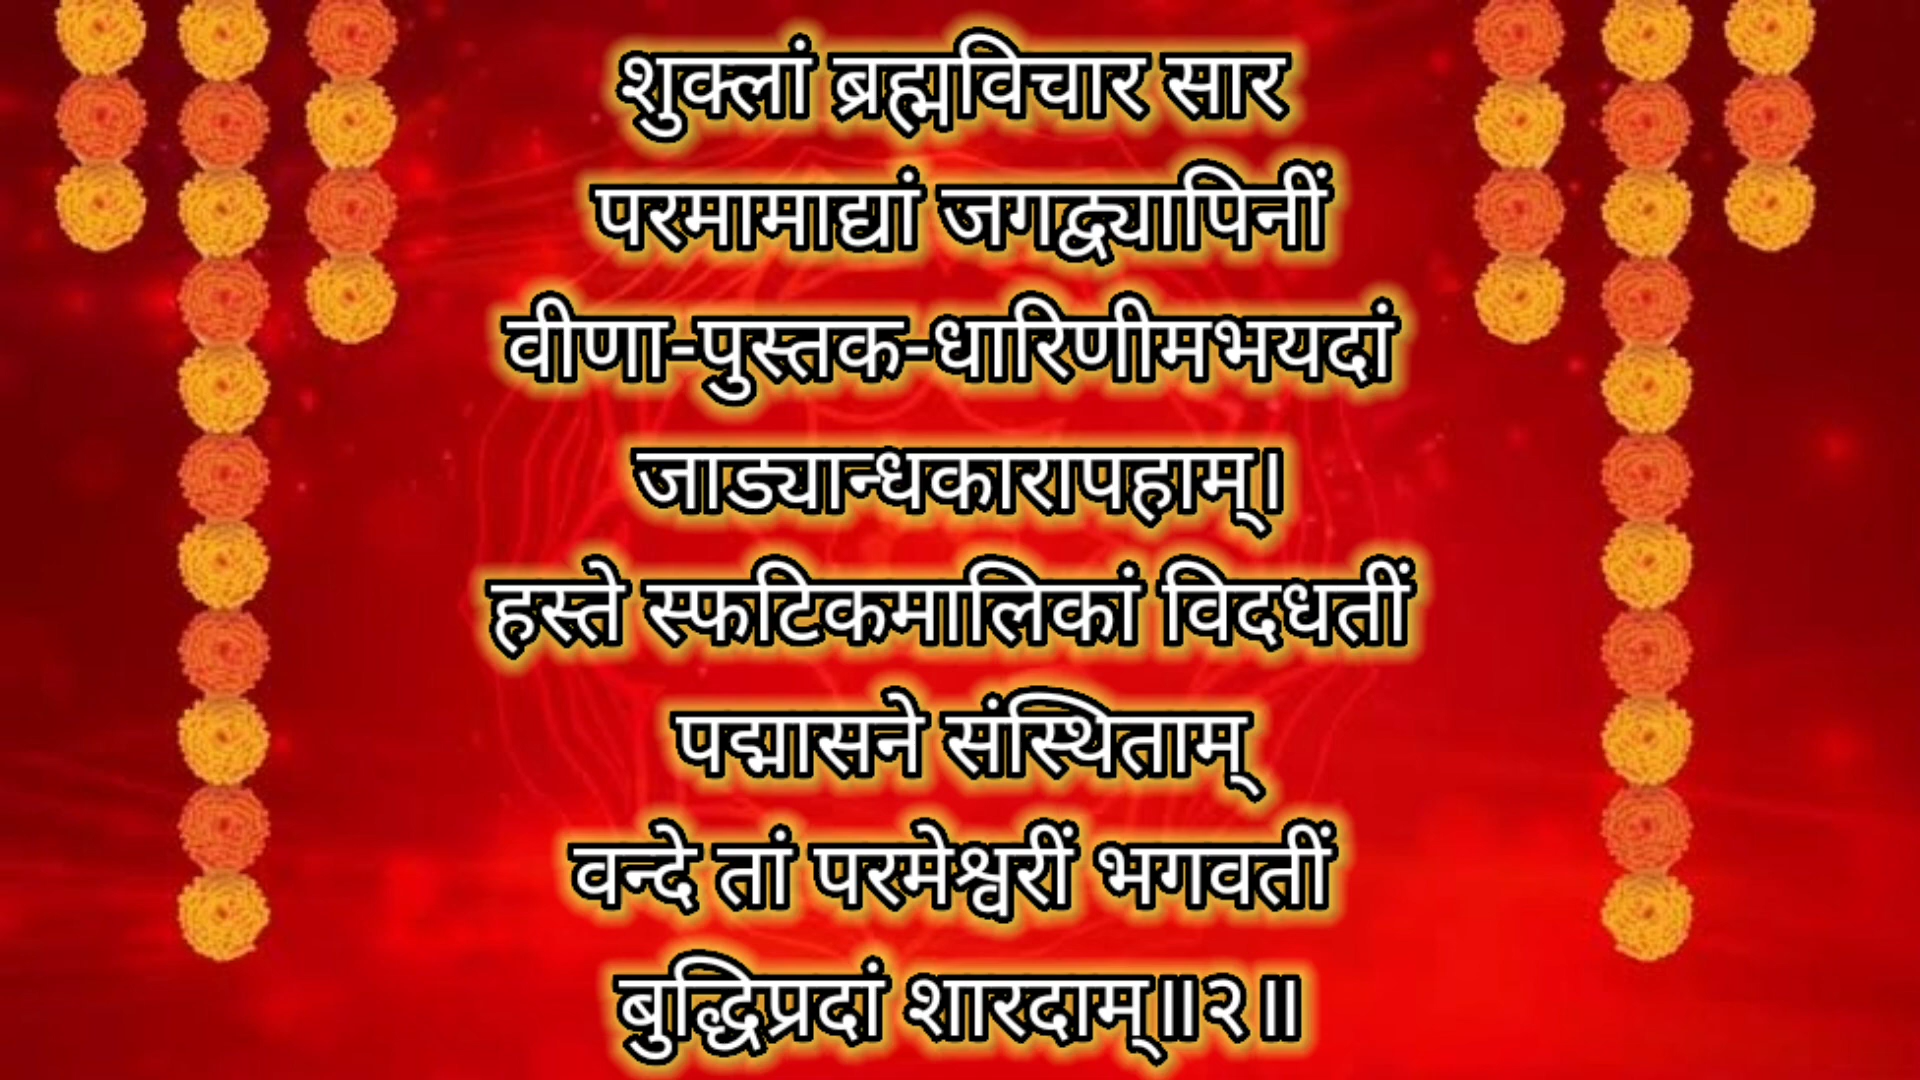 शुक्लां ब्रह्मविचार सार
परमामाद्यां जगद्व्यापिनीं
वीणा-पुस्तक-धारिणीमभयदां
जाड्यान्धकारापहाम्।
हस्ते स्फटिकमालिकां विदधतीं
पद्मासने संस्थिताम्
वन्दे तां परमेश्वरीं भगवतीं
बुद्धिप्रदां शारदाम्॥२॥